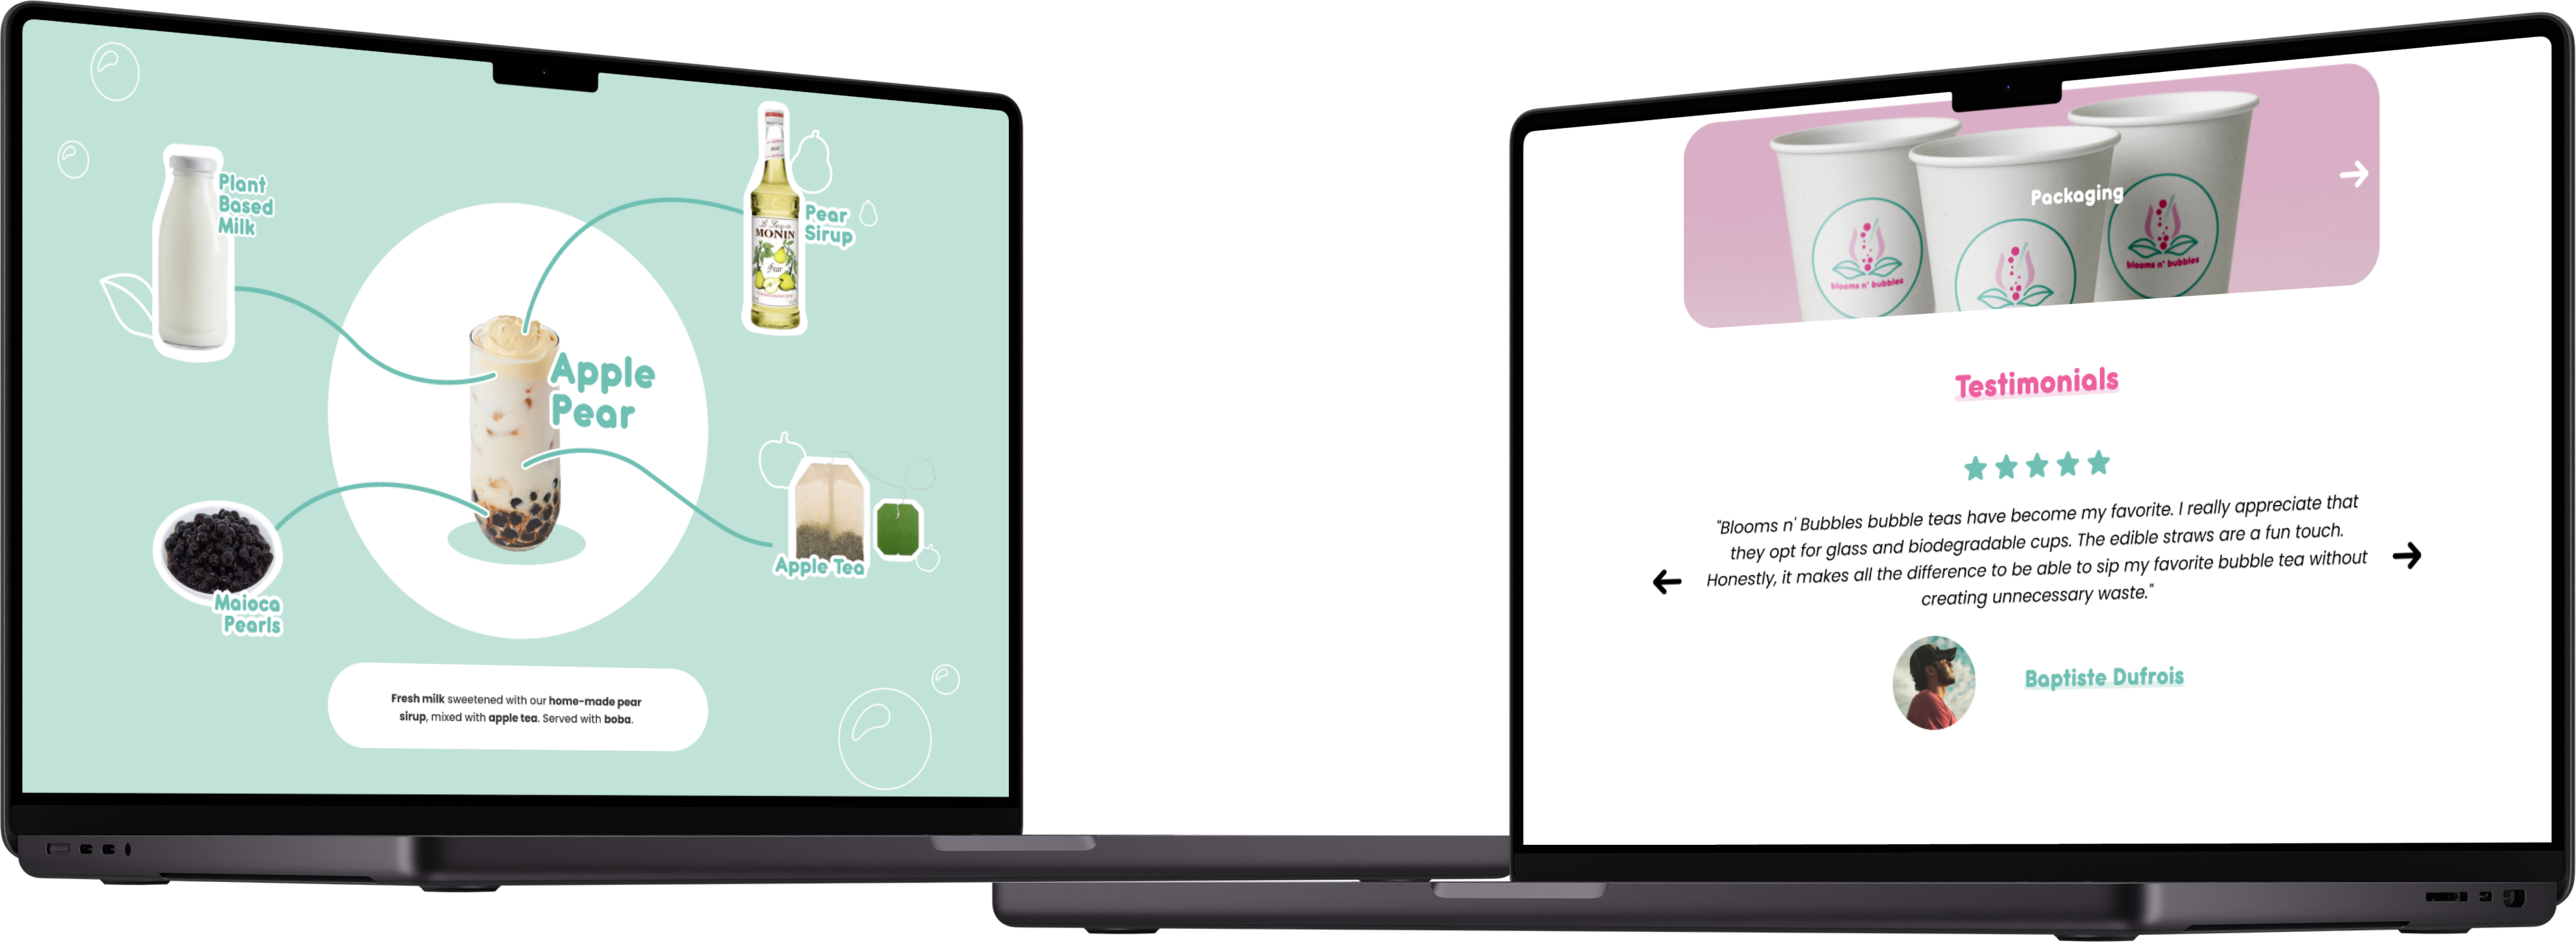 Plant
Based
Milk
MONIN
Pear
Pear
Sirup
Apple
Pear
Apple Tea
Maioca
Pearls
Fresh milk sweetened with our home-made pear
sirup, mixed with apple tea. Served with boba.
Packaging
blooms n' bubbles
blooms n' bubbles
Testimonials
"Blooms n' Bubbles bubble teas have become my favorite. I really appreciate that
they opt for glass and biodegradable cups. The edible straws are a fun touch.
Honestly, it makes all the difference to be able to sip my favorite bubble tea without
creating unnecessary waste."
Baptiste Dufrois